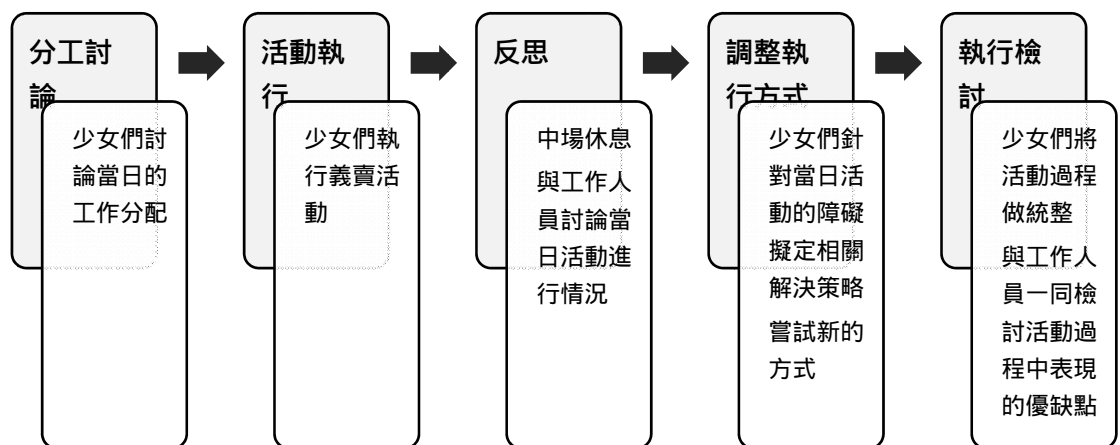 分工討
論
少女們討
論當日的
工作分配
活動執
行
少女們執
行義賣活
動
反思
中場休息
與工作人
員討論當
日活動進
行情況
調整執
行方式
少女們針
對當日活
動的障礙
擬定相關
解決策略
嘗試新的
方式
執行檢
討
少女們將
活動過程
做統整
與工作人
員一同檢
討活動過
程中表現
的優缺點